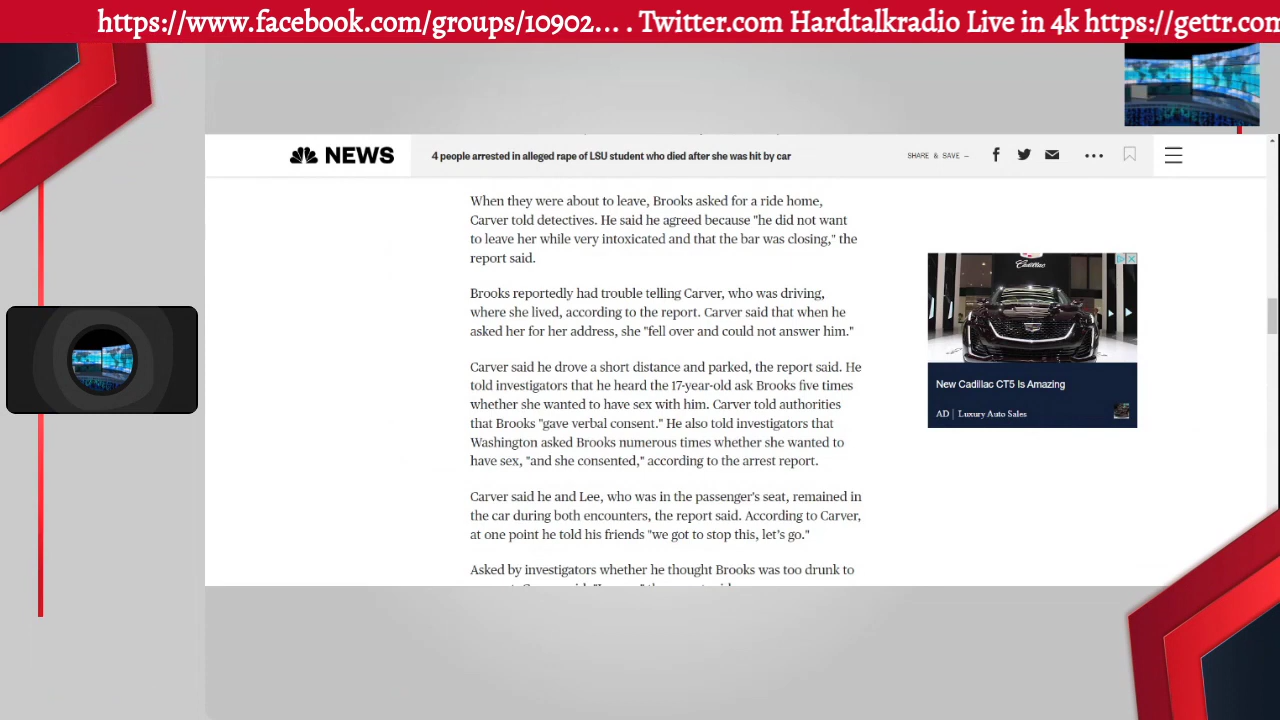 https://www.facebook.com/groups/10902... . Twitter.com Hardtalkradio Live in 4k https://gettr.com
NEWS
4 people arrested in alleged rape of LSU student who died after she was hit by car
SHARE & SAVE —
When they were about to leave, Brooks asked for a ride home,
Carver told detectives. He said he agreed because "he did not want
to leave her while very intoxicated and that the bar was closing," the
report said.
Brooks reportedly had trouble telling Carver, who was driving,
where she lived, according to the report. Carver said that when he
asked her for her address, she "fell over and could not answer him."
Carver said he drove a short distance and parked, the report said. He
told investigators that he heard the 17-year-old ask Brooks five times
whether she wanted to have sex with him. Carver told authorities
that Brooks "gave verbal consent." He also told investigators that
Washington asked Brooks numerous times whether she wanted to
have sex, "and she consented," according to the arrest report.
Carver said he and Lee, who was in the passenger's seat, remained in
the car during both encounters, the report said. According to Carver,
at one point he told his friends "we got to stop this, let's go."
Asked by investigators whether he thought Brooks was too drunk to
Cadillac
New Cadillac CT5 Is Amazing
AD | Luxury Auto Sales